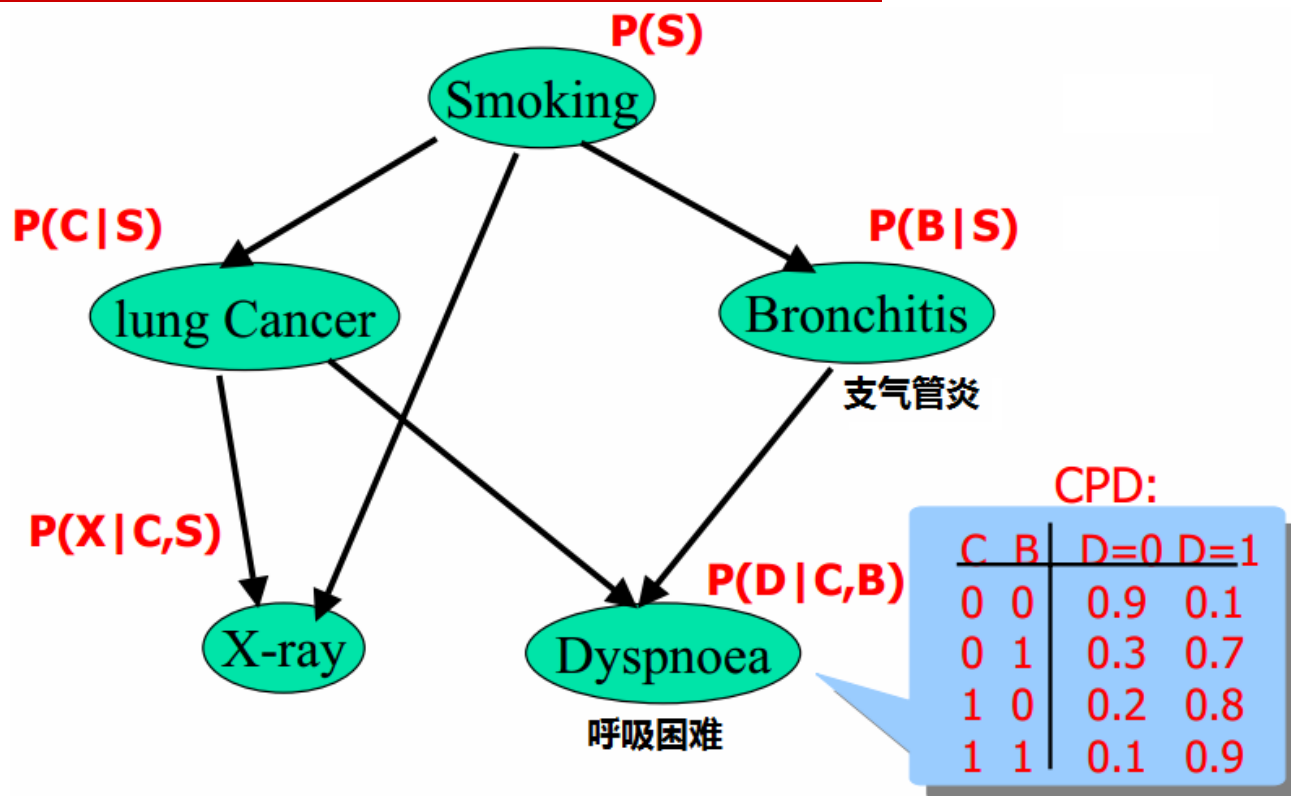 P(S)
Smoking
P(C|S)
P(B|S)
lung Cancer
Bronchitis
支气管炎
CPD:
P(X|C,S)
P(D|C,B)
C B D=0 D=1
0 0 0.9 0.1
0 1 0.3 0.7
1 0 0.2 0.8
1 1 0.1 0.9
X-ray
Dyspnoea
呼吸困难